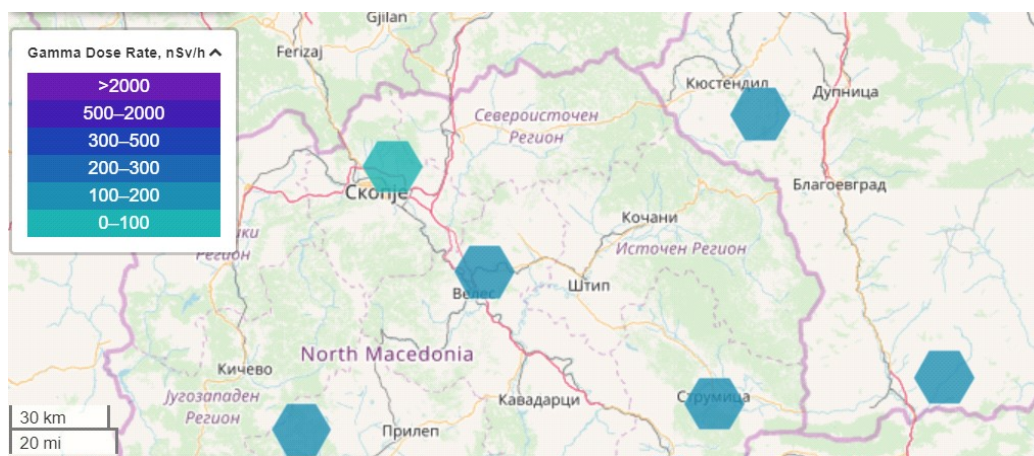 Gjilan
Gamma Dose Rate, nSv/h
Ferizaj
>2000
500–2000
300–500
200–300
100–200
0–100
Кюстендил
Дупница
Североисточен
Регион
Скопје
Благоевград
Кочани
Источен Регион
Регион
Штип
Велес
North Macedonia
Кичево
Југозападен
Регион
Кавадарци
Струмица
Прилеп
30 km
20 mi